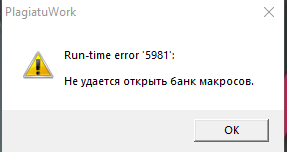 PlagiatuWork
Run-time error '5981':
Не удается открыть банк макросов.
OK